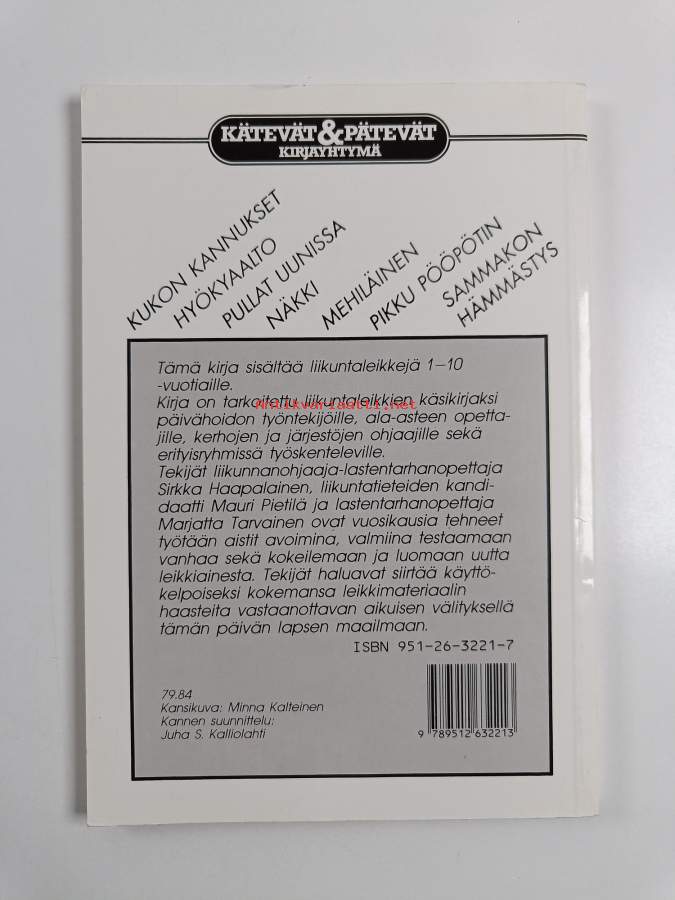 KÄTEVÄT & PÄTEVÄT
KIRJAYHTYMÄ
KUKON KANNUKSET
HYÖKYAALTO
PULLAT UUNISSA
NÄKKI
MEHILÄINEN
PIKKU PÖÖPÖTIN
SAMMAKON
HÄMMÄSTYS
Tämä kirja sisältää liikuntaleikkejä 1–10
-vuotiaille.
Kirja on tarkoitettu liikuntaleikkien käsikirjaksi
Antikvariaatti.net
päivähoidon työntekijöille, ala-asteen opetta-
jille, kerhojen ja järjestöjen ohjaajille sekä
erityisryhmissä työskenteleville.
Tekijät liikunnanohjaaja-lastentarhanopettaja
Sirkka Haapalainen, liikuntatieteiden kandi-
daatti Mauri Pietilä ja lastentarhanopettaja
Marjatta Tarvainen ovat vuosikausia tehneet
työtään aistit avoimina, valmiina testaamaan
vanhaa sekä kokeilemaan ja luomaan uutta
leikkiainesta. Tekijät haluavat siirtää käyttö-
kelpoiseksi kokemansa leikkimateriaalin
haasteita vastaanottavan aikuisen välityksellä
tämän päivän lapsen maailmaan.
ISBN 951-26-3221-7
79.84
Kansikuva: Minna Kalteinen
Kannen suunnittelu:
Juha S. Kalliolahti
9 789512 632213